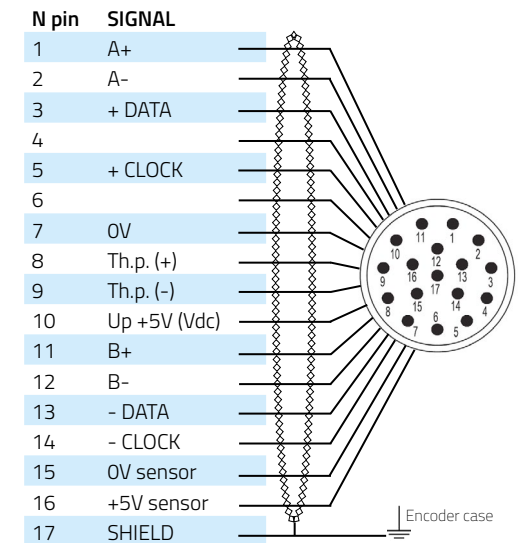 N pin SIGNAL
1 A+
2 A-
3 + DATA
4
5 + CLOCK
6
7 0V
8 Th.p. (+)
9 Th.p. (-)
10 Up +5V (Vdc)
11 B+
12 B-
13 - DATA
14 - CLOCK
15 0V sensor
16 +5V sensor
17 SHIELD
11 1
10 12 2
9 16 13 3
17
8 15 14 4
7 6 5
Encoder case